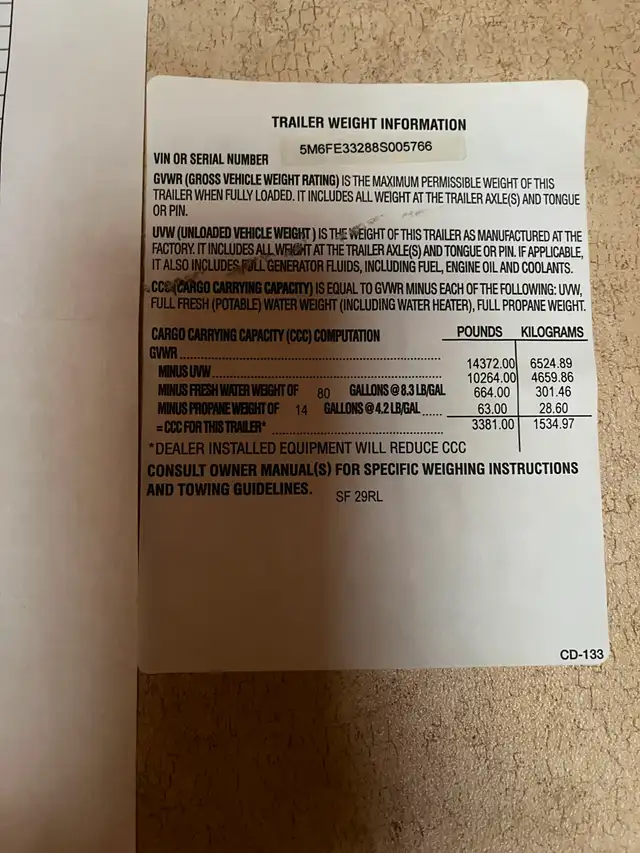 TRAILER WEIGHT INFORMATION
VIN OR SERIAL NUMBER 5M6FE33288S005766
GVWR (GROSS VEHICLE WEIGHT RATING) IS THE MAXIMUM PERMISSIBLE WEIGHT OF THIS
TRAILER WHEN FULLY LOADED. IT INCLUDES ALL WEIGHT AT THE TRAILER AXLE(S) AND TONGUE
OR PIN.
UVW (UNLOADED VEHICLE WEIGHT) IS THE WEIGHT OF THIS TRAILER AS MANUFACTURED AT THE
FACTORY. IT INCLUDES ALL WEIGHT AT THE TRAILER AXLE(S) AND TONGUE OR PIN. IF APPLICABLE,
IT ALSO INCLUDES FULL GENERATOR FLUIDS, INCLUDING FUEL, ENGINE OIL AND COOLANTS.
CCC (CARGO CARRYING CAPACITY) IS EQUAL TO GVWR MINUS EACH OF THE FOLLOWING: UVW,
FULL FRESH (POTABLE) WATER WEIGHT (INCLUDING WATER HEATER), FULL PROPANE WEIGHT.
CARGO CARRYING CAPACITY (CCC) COMPUTATION POUNDS KILOGRAMS
GVWR 14372.00 6524.89
MINUS UVW 10264.00 4659.86
MINUS FRESH WATER WEIGHT OF 80 GALLONS @ 8.3 LB/GAL 664.00 301.46
MINUS PROPANE WEIGHT OF 14 GALLONS @ 4.2 LB/GAL 63.00 28.60
= CCC FOR THIS TRAILER* 3381.00 1534.97
*DEALER INSTALLED EQUIPMENT WILL REDUCE CCC
CONSULT OWNER MANUAL(S) FOR SPECIFIC WEIGHING INSTRUCTIONS
AND TOWING GUIDELINES. SF 29RL
CD-133